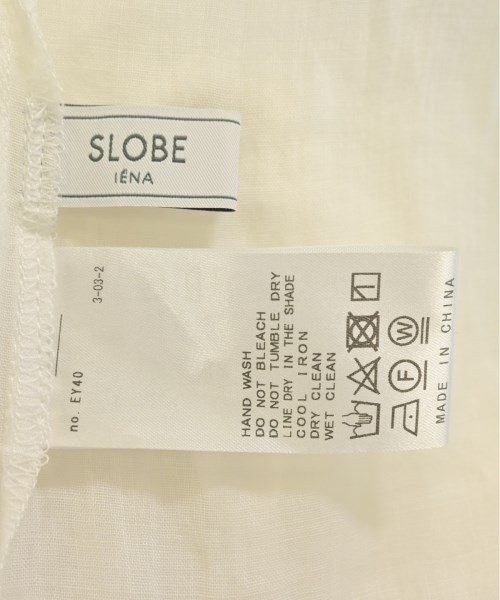 SLOBE
IÉNA
3-03-2
no. EY40
HAND WASH
DO NOT BLEACH
DO NOT TUMBLE DRY
LINE DRY IN THE SHADE
COOL IRON
DRY CLEAN
WET CLEAN
F
W
MADE IN CHINA